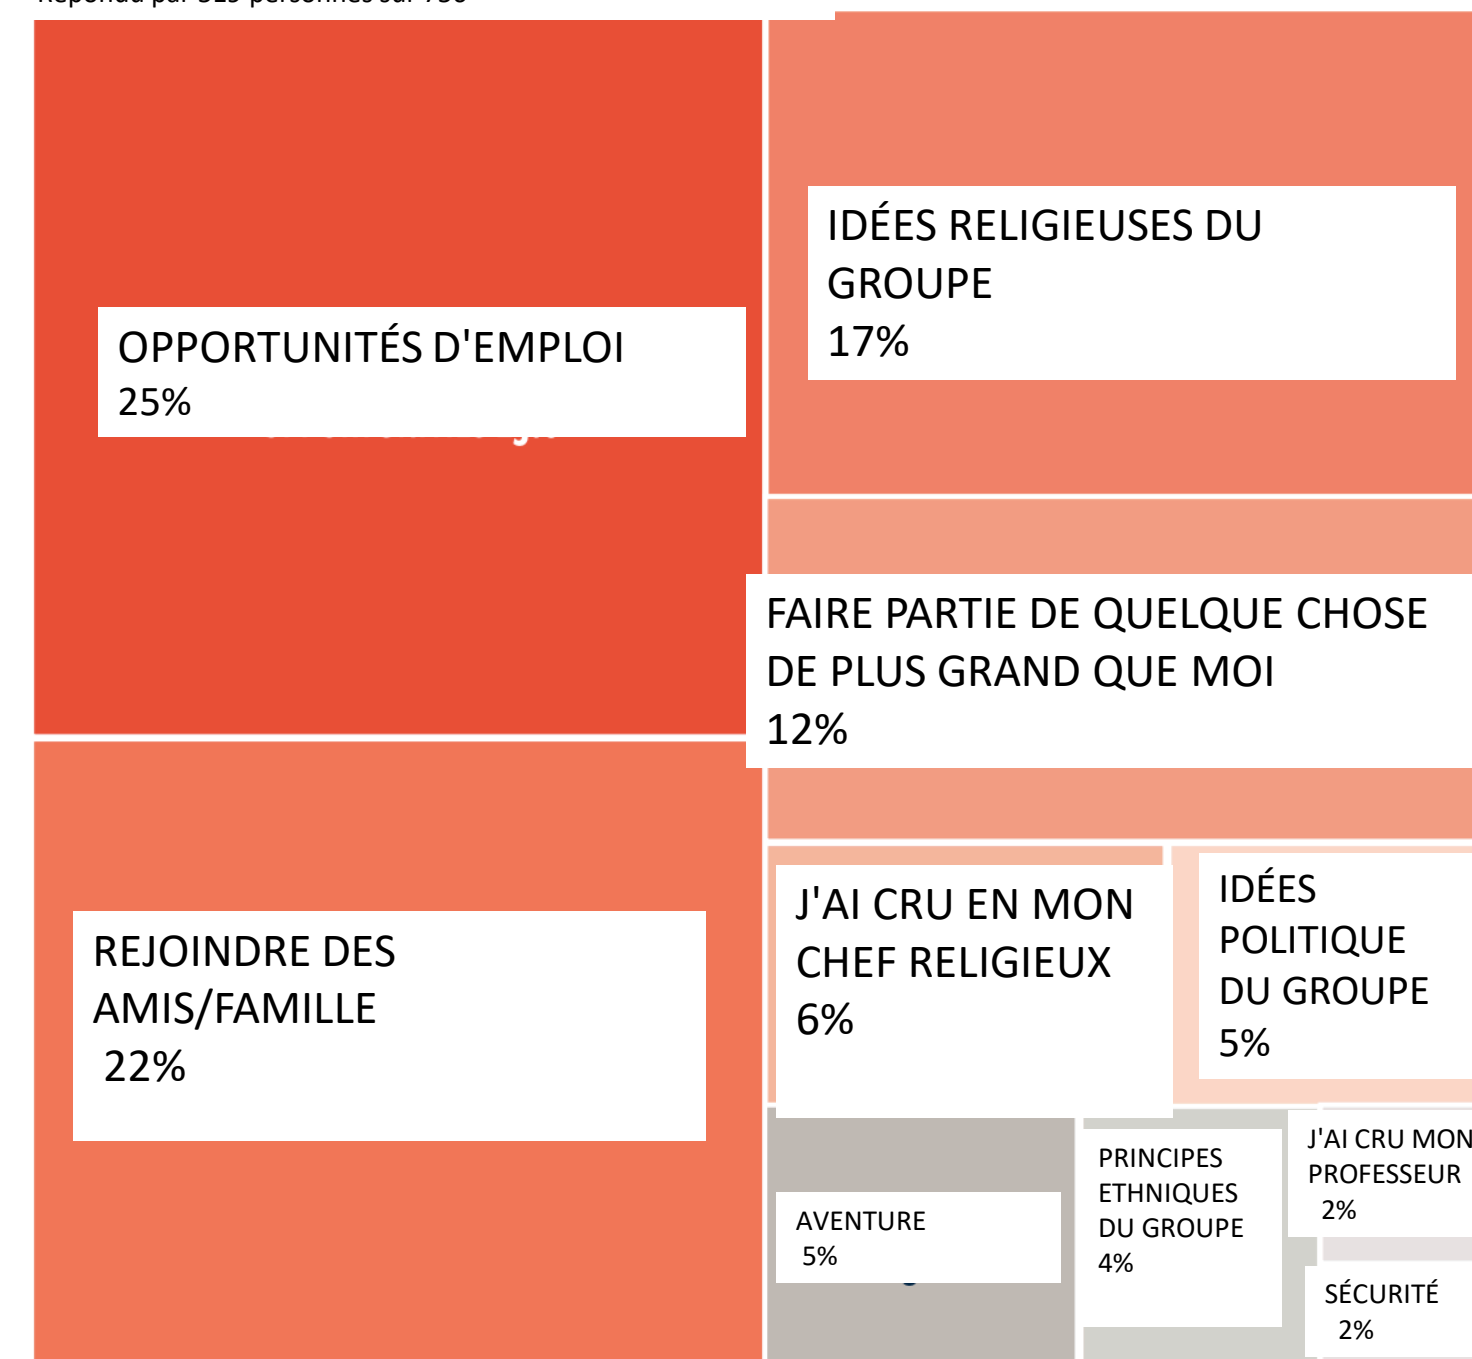 OPPORTUNITÉS D'EMPLOI
25%
IDÉES RELIGIEUSES DU
GROUPE
17%
FAIRE PARTIE DE QUELQUE CHOSE
DE PLUS GRAND QUE MOI
12%
REJOINDRE DES
AMIS/FAMILLE
22%
J'AI CRU EN MON
CHEF RELIGIEUX
6%
IDÉES
POLITIQUE
DU GROUPE
5%
AVENTURE
5%
PRINCIPES
ETHNIQUES
DU GROUPE
4%
J'AI CRU MON
PROFESSEUR
2%
SÉCURITÉ
2%